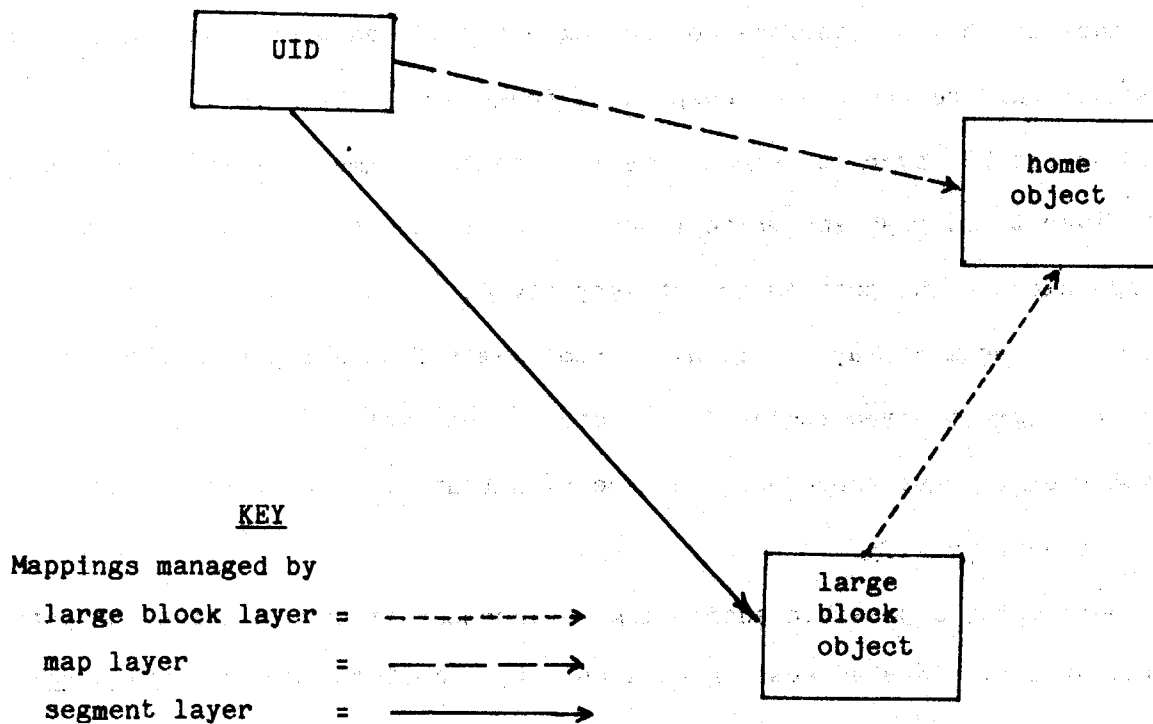 UID
home
object
KEY
Mappings managed by
large block layer =
map layer =
segment layer =
large
block
object